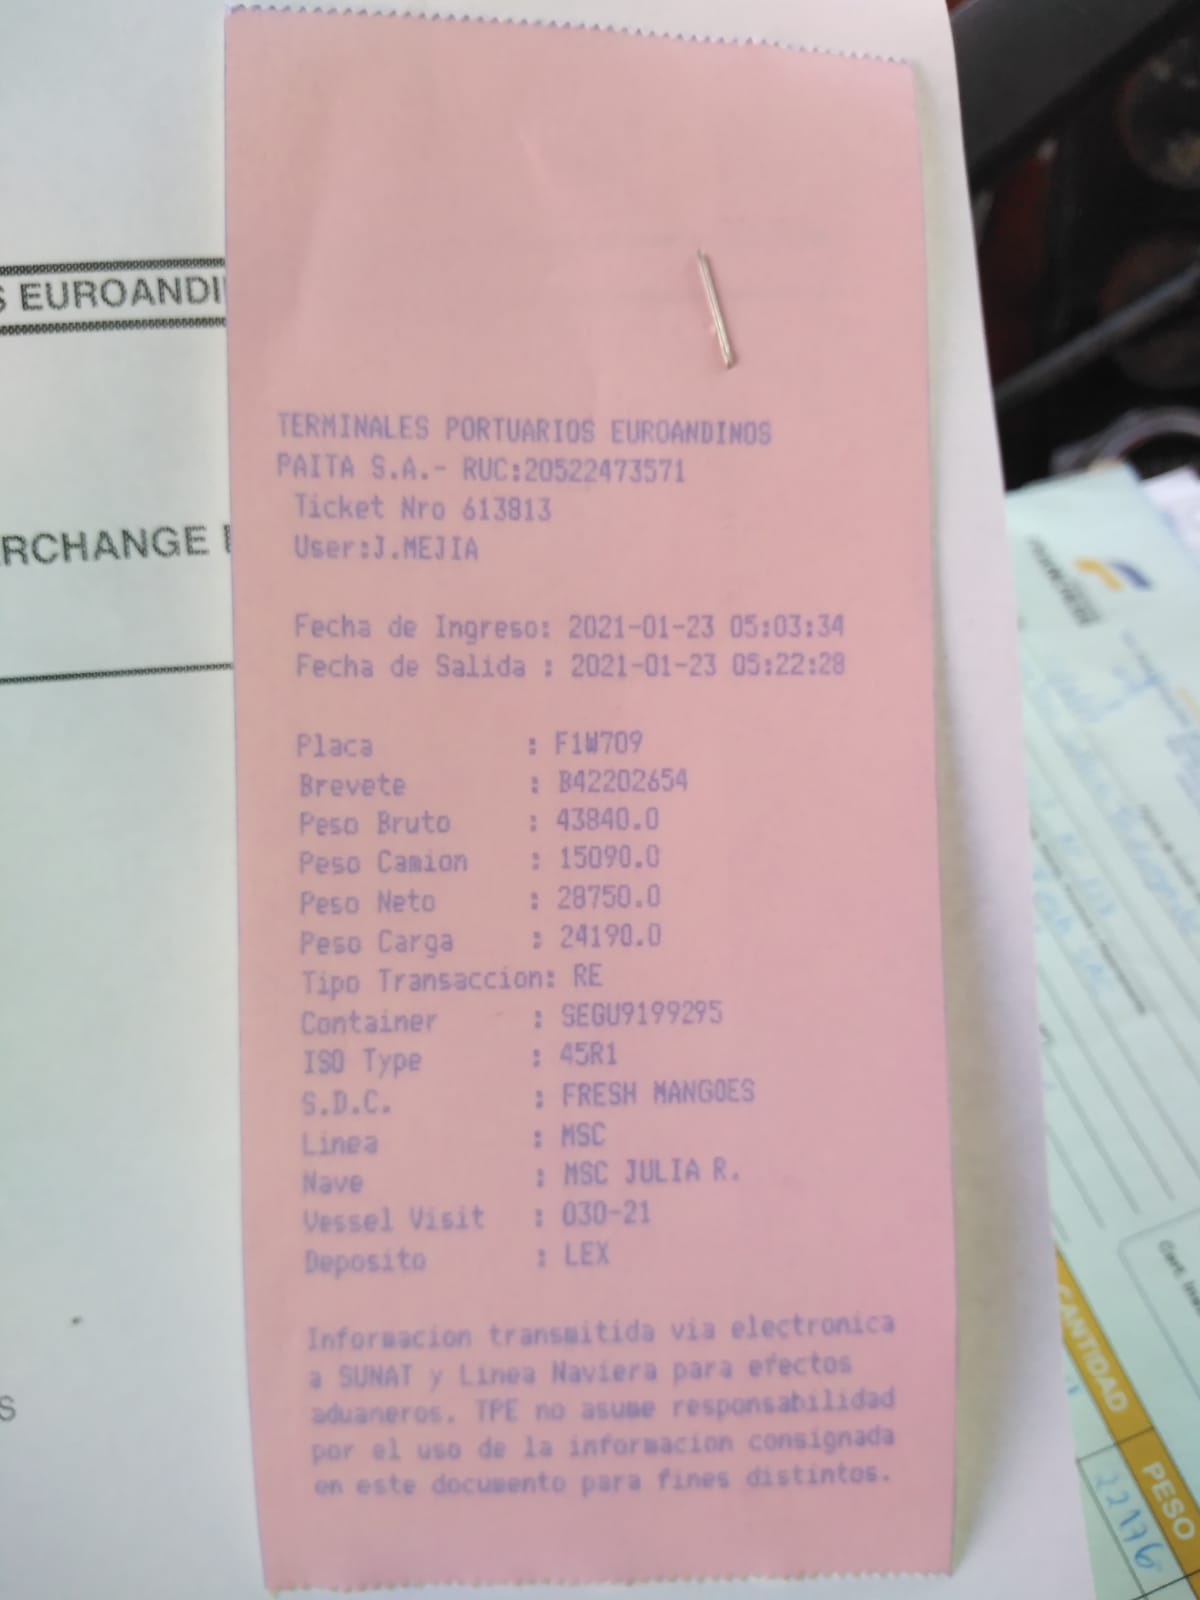 S EUROANDI
RCHANGE
S
TERMINALES PORTUARIOS EUROANDINOS
PAITA S.A.- RUC:20522473571
Ticket Nro 613813
User:J.MEJIA
Fecha de Ingreso: 2021-01-23 05:03:34
Fecha de Salida : 2021-01-23 05:22:28
Placa : F1W709
Brevete : B42202654
Peso Bruto : 43840.0
Peso Camion : 15090.0
Peso Neto : 28750.0
Peso Carga : 24190.0
Tipo Transaccion: RE
Container : SEGU9199295
ISO Type : 45R1
S.D.C. : FRESH MANGOES
Linea : MSC
Nave : MSC JULIA R.
Vessel Visit : 030-21
Deposito : LEX
Informacion transmitida via electronica
a SUNAT y Linea Naviera para efectos
aduaneros. TPE no asume responsabilidad
por el uso de la informacion consignada
en este documento para fines distintos.
CANTIDAD
PESO
22176